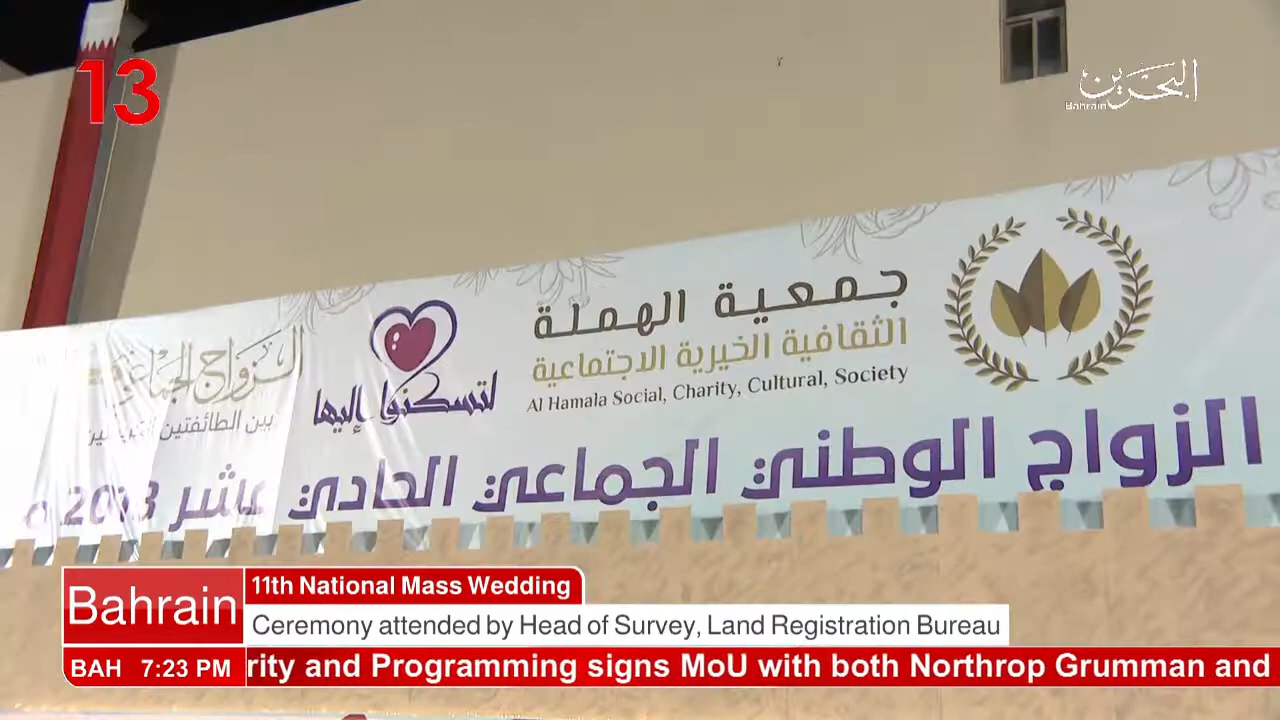 13
البحرين
Bahrain
جمعية الهملة
الثقافية الخيرية الاجتماعية
Al Hamala Social, Charity, Cultural, Society
لتسكنوا إليها
الزواج الجماعي
بين الطائفتين
الزواج الوطني الجماعي الحادي عشر
Bahrain
11th National Mass Wedding
Ceremony attended by Head of Survey, Land Registration Bureau
BAH 7:23 PM
rity and Programming signs MoU with both Northrop Grumman and